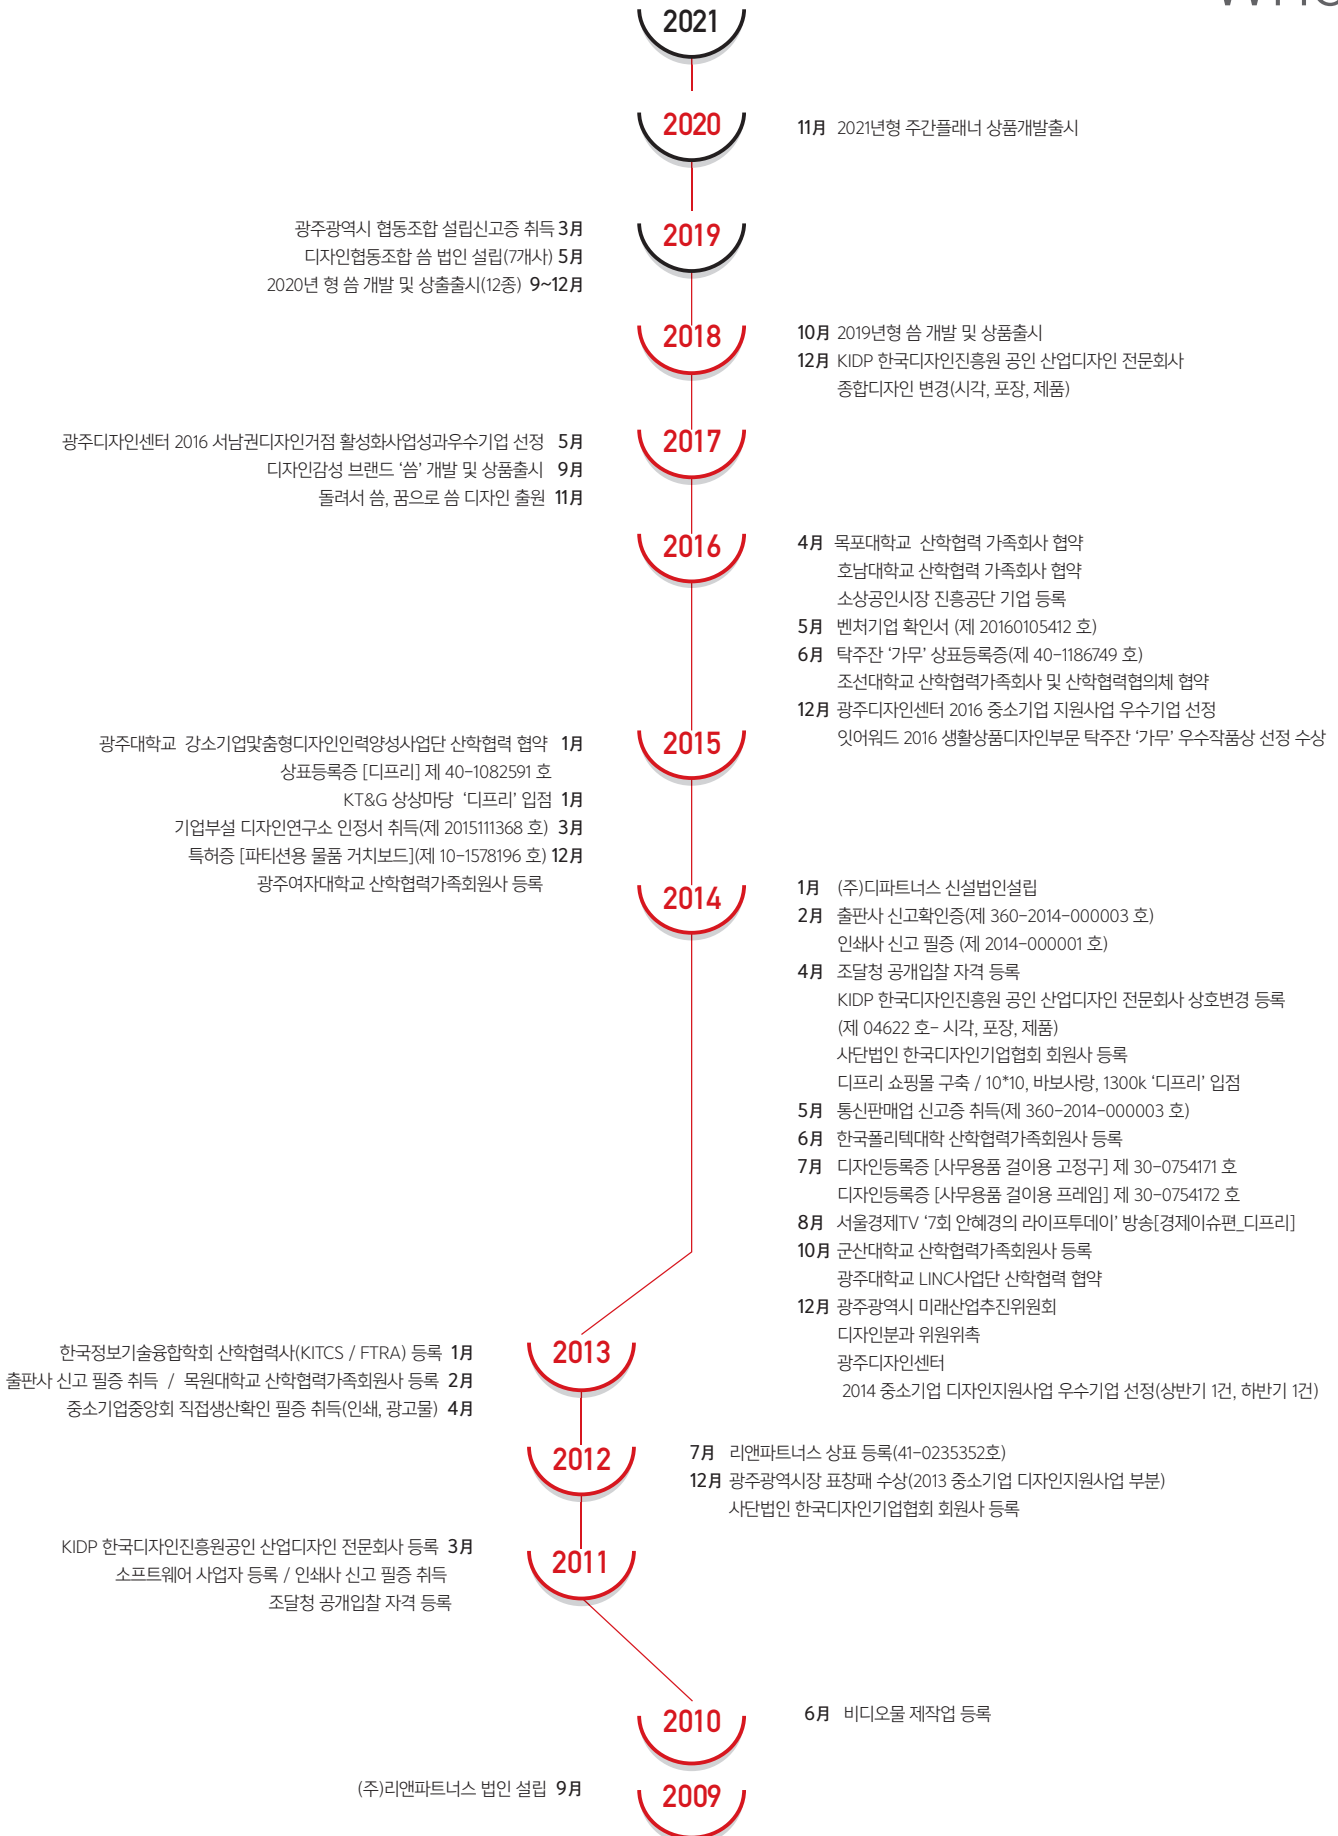 2021
2020
11月 2021년형 주간플래너 상품개발출시
광주광역시 협동조합 설립신고증 취득 3月
디자인협동조합 씀 법인 설립(7개사) 5月
2020년 형 씀 개발 및 상출출시(12종) 9~12月
2019
2018
10月 2019년형 씀 개발 및 상품출시
12月 KIDP 한국디자인진흥원 공인 산업디자인 전문회사
종합디자인 변경(시각, 포장, 제품)
광주디자인센터 2016 서남권디자인거점 활성화사업성과우수기업 선정 5月
디자인감성 브랜드 ‘씀’ 개발 및 상품출시 9月
돌려서 씀, 꿈으로 씀 디자인 출원 11月
2017
2016
4月 목포대학교 산학협력 가족회사 협약
호남대학교 산학협력 가족회사 협약
소상공인시장 진흥공단 기업 등록
5月 벤처기업 확인서 (제 20160105412 호)
6月 탁주잔 ‘가무’ 상표등록증(제 40-1186749 호)
조선대학교 산학협력가족회사 및 산학협력협의체 협약
12月 광주디자인센터 2016 중소기업 지원사업 우수기업 선정
잇어워드 2016 생활상품디자인부문 탁주잔 ‘가무’ 우수작품상 선정 수상
광주대학교 강소기업맟춤형디자인인력양성사업단 산학협력 협약 1月
상표등록증 [디프리] 제 40-1082591 호
KT&G 상상마당 ‘디프리’ 입점 1月
기업부설 디자인연구소 인정서 취득(제 2015111368 호) 3月
특허증 [파티션용 물품 거치보드](제 10-1578196 호) 12月
광주여자대학교 산학협력가족회원사 등록
2015
2014
1月 (주)디파트너스 신설법인설립
2月 출판사 신고확인증(제 360-2014-000003 호)
인쇄사 신고 필증 (제 2014-000001 호)
4月 조달청 공개입찰 자격 등록
KIDP 한국디자인진흥원 공인 산업디자인 전문회사 상호변경 등록
(제 04622 호- 시각, 포장, 제품)
사단법인 한국디자인기업협회 회원사 등록
디프리 쇼핑몰 구축 / 10*10, 바보사랑, 1300k ‘디프리’ 입점
5月 통신판매업 신고증 취득(제 360-2014-000003 호)
6月 한국폴리텍대학 산학협력가족회원사 등록
7月 디자인등록증 [사무용품 걸이용 고정구] 제 30-0754171 호
디자인등록증 [사무용품 걸이용 프레임] 제 30-0754172 호
8月 서울경제TV ‘7회 안혜경의 라이프투데이’ 방송[경제이슈편_디프리]
10月 군산대학교 산학협력가족회원사 등록
광주대학교 LINC사업단 산학협력 협약
12月 광주광역시 미래산업추진위원회
디자인분과 위원위촉
광주디자인센터
2014 중소기업 디자인지원사업 우수기업 선정(상반기 1건, 하반기 1건)
2013
한국정보기술융합학회 산학협력사(KITCS / FTRA) 등록 1月
출판사 신고 필증 취득 / 목원대학교 산학협력가족회원사 등록 2月
중소기업중앙회 직접생산확인 필증 취득(인쇄, 광고물) 4月
2012
7月 리앤파트너스 상표 등록(41-0235352호)
12月 광주광역시장 표창패 수상(2013 중소기업 디자인지원사업 부분)
사단법인 한국디자인기업협회 회원사 등록
KIDP 한국디자인진흥원공인 산업디자인 전문회사 등록 3月
소프트웨어 사업자 등록 / 인쇄사 신고 필증 취득
조달청 공개입찰 자격 등록
2011
2010
6月 비디오물 제작업 등록
(주)리앤파트너스 법인 설립 9月
2009